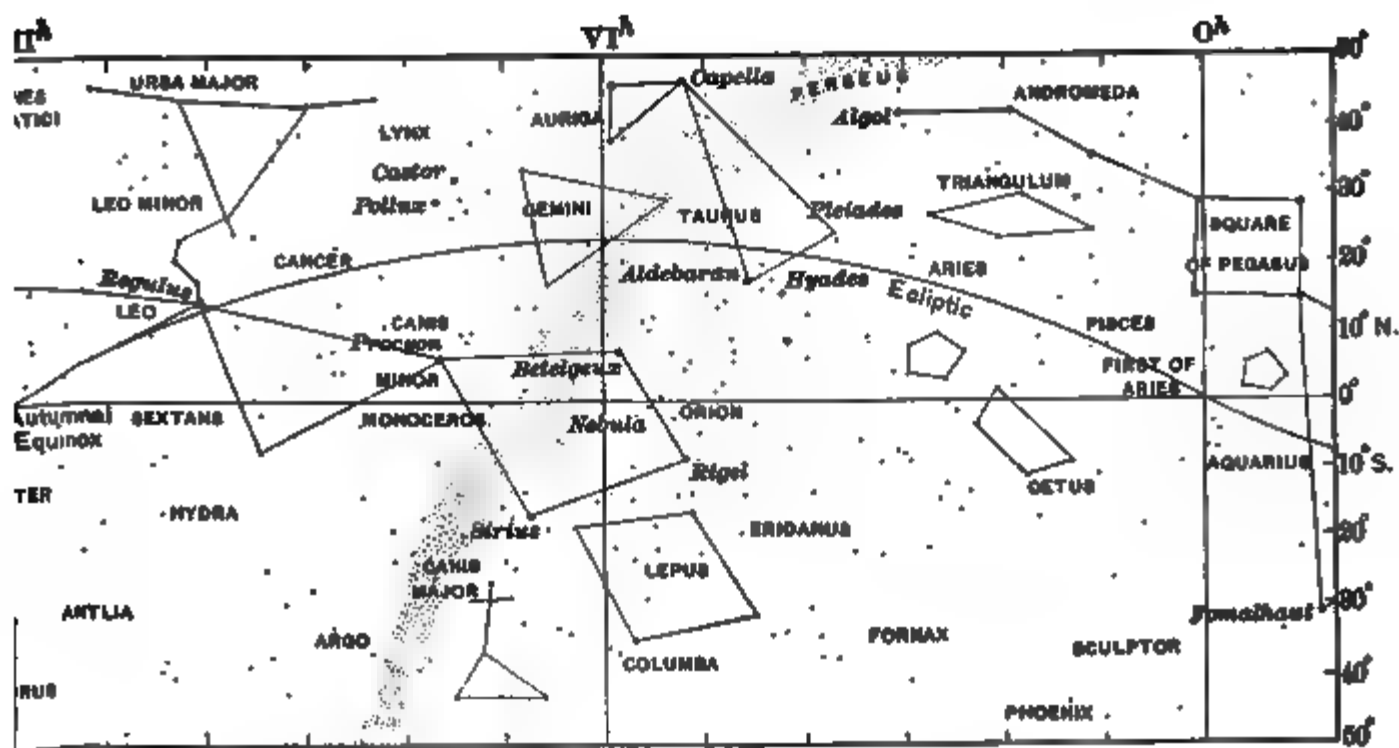 VIʰ
0ʰ
50°
URSA MAJOR
Capella
PERSEUS
ANDROMEDA
AURIGA
Algol
40°
LYNX
Castor
TRIANGULUM
30°
LEO MINOR
Pollux
GEMINI
TAURUS
Pleiades
SQUARE
OF PEGASUS
20°
CANCER
Aldebaran
Hyades
ARIES
Ecliptic
Regulus
LEO
CANIS
Procyon
MINOR
PISCES
10° N.
Betelgeux
FIRST OF
ARIES
0°
Autumnal
Equinox
SEXTANS
MONOCEROS
Nebula
ORION
Rigel
AQUARIUS
10° S.
TER
HYDRA
CETUS
Sirius
ERIDANUS
20°
CANIS
MAJOR
LEPUS
ANTLIA
Fomalhaut
30°
ARGO
FORNAX
SCULPTOR
COLUMBA
40°
RUS
PHOENIX
50°